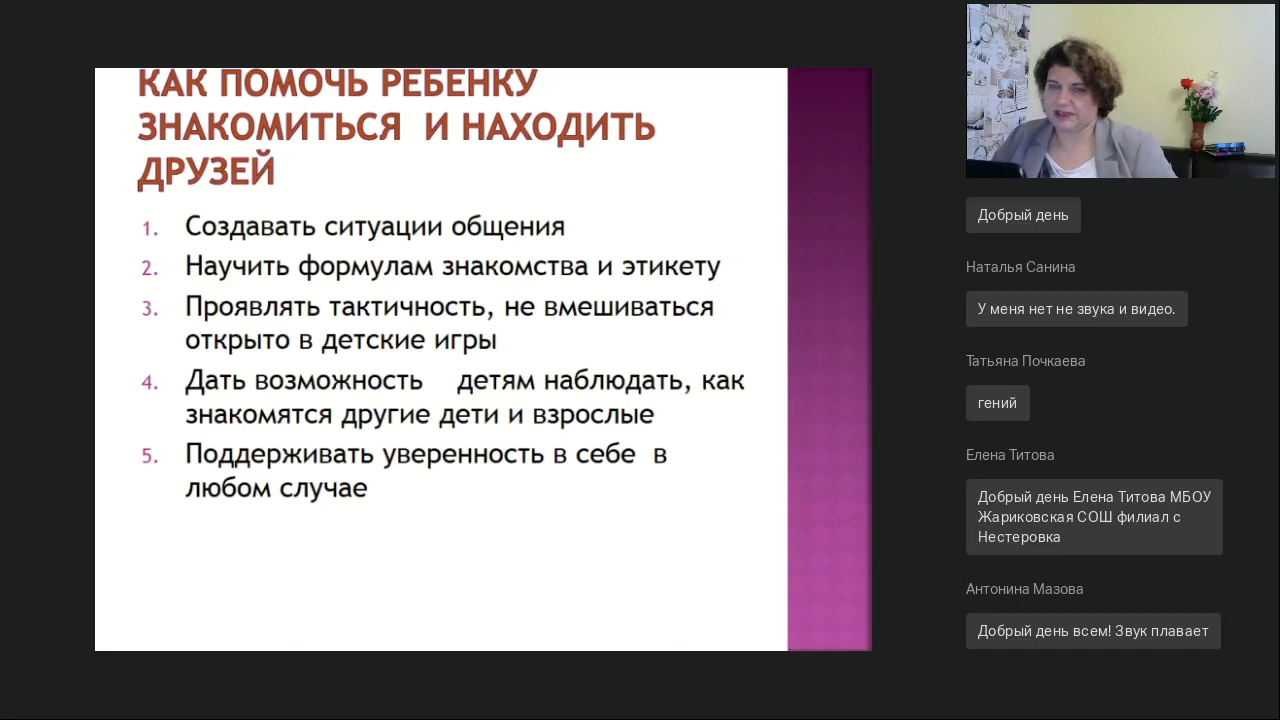 КАК ПОМОЧЬ РЕБЕНКУ
ЗНАКОМИТЬСЯ И НАХОДИТЬ
ДРУЗЕЙ
1. Создавать ситуации общения
2. Научить формулам знакомства и этикету
3. Проявлять тактичность, не вмешиваться
открыто в детские игры
4. Дать возможность детям наблюдать, как
знакомятся другие дети и взрослые
5. Поддерживать уверенность в себе в
любом случае
Добрый день
Наталья Санина
У меня нет не звука и видео.
Татьяна Почкаева
гений
Елена Титова
Добрый день Елена Титова МБОУ
Жариковская СОШ филиал с
Нестеровка
Антонина Мазова
Добрый день всем! Звук плавает